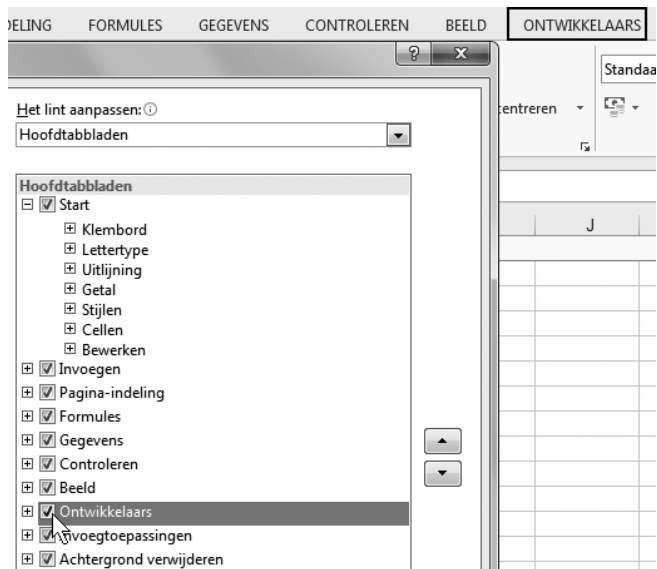 DELING FORMULES GEGEVENS CONTROLEREN BEELD ONTWIKKELAARS
? x
Standaa
Het lint aanpassen:
entreren
Hoofdtabbladen
Hoofdtabbladen
Start
J
Klembord
Lettertype
Uitlijning
Getal
Stijlen
Cellen
Bewerken
Invoegen
Pagina-indeling
Formules
Gegevens
Controleren
Beeld
Ontwikkelaars
Invoegtoepassingen
Achtergrond verwijderen